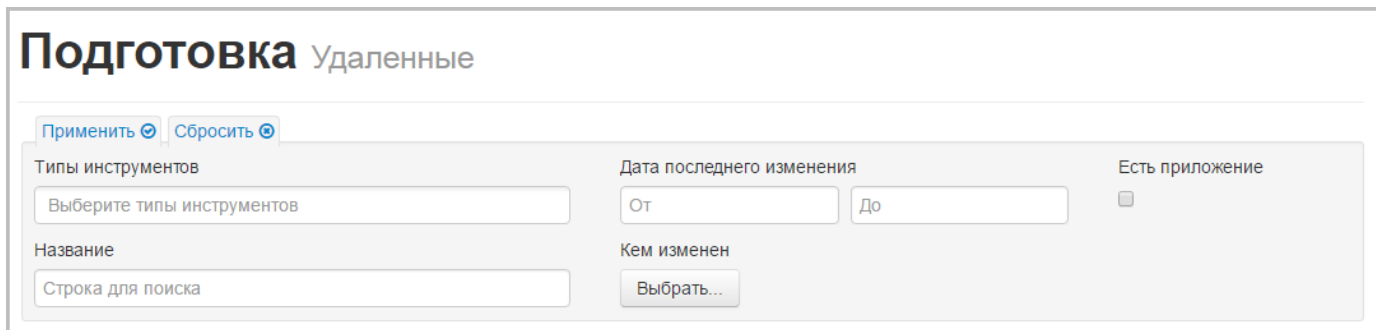 Подготовка Удаленные
Применить Сбросить
Типы инструментов Дата последнего изменения Есть приложение
Выберите типы инструментов От До
Название Кем изменен
Строка для поиска Выбрать...